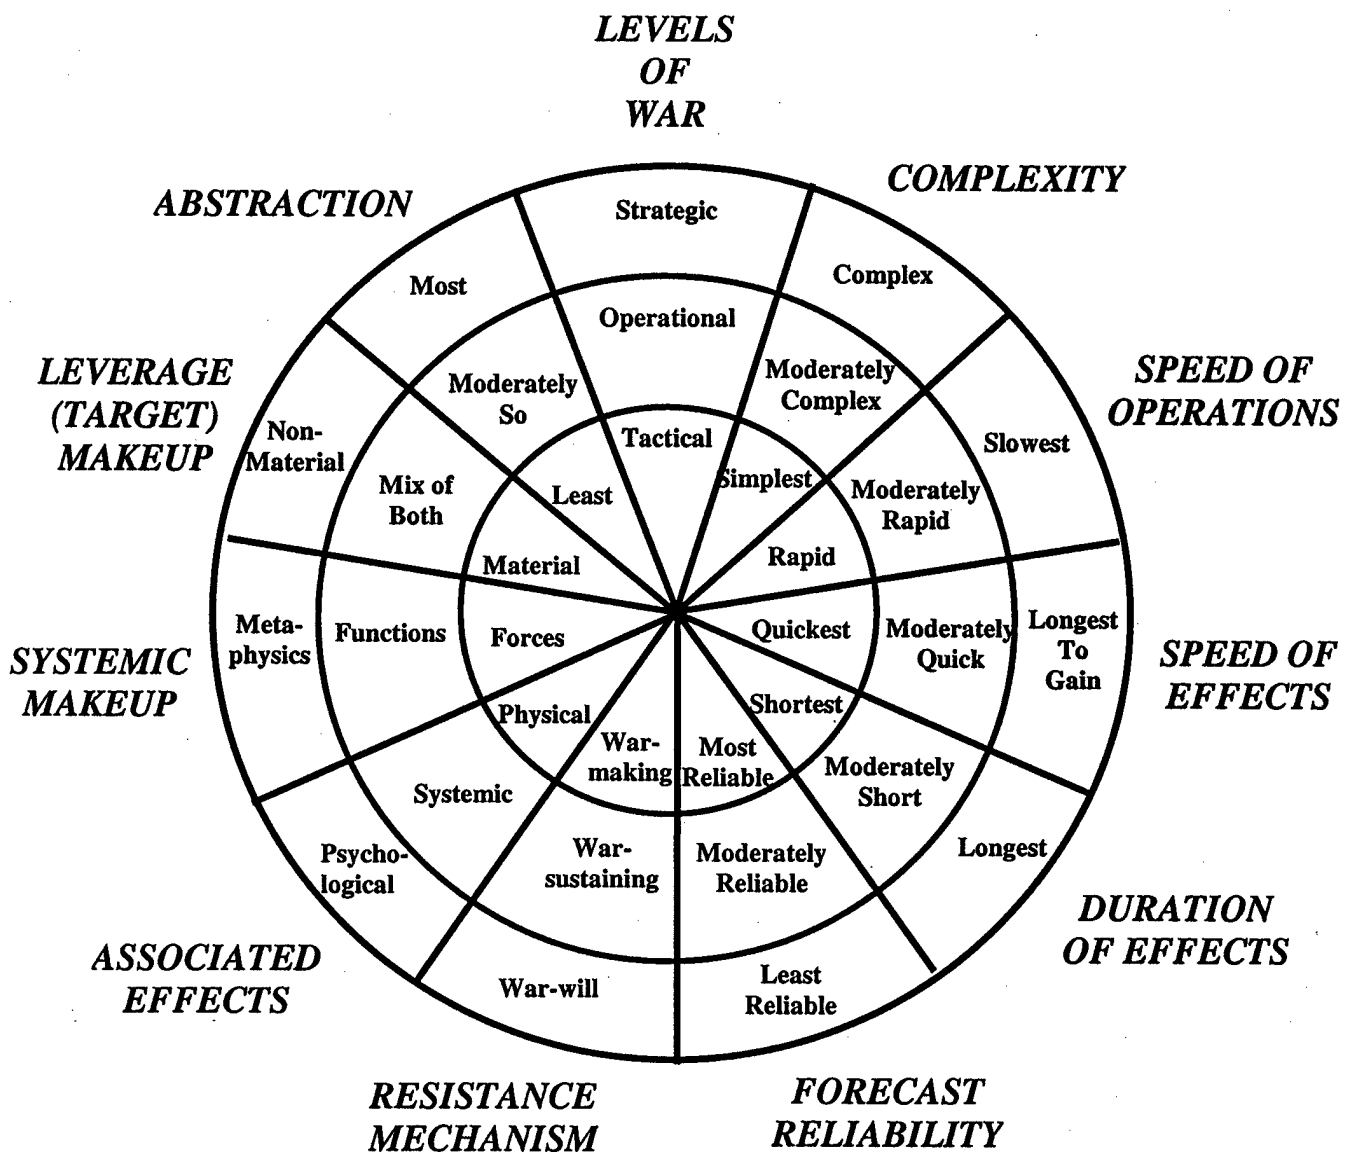 LEVELS
OF
WAR
COMPLEXITY
ABSTRACTION
Strategic
Most
Complex
Operational
SPEED OF
OPERATIONS
LEVERAGE
(TARGET)
MAKEUP
Moderately
So
Moderately
Complex
Non-
Material
Tactical
Slowest
Mix of
Both
Least
Simplest
Moderately
Rapid
Material
Rapid
Meta-
physics
Functions
Forces
Quickest
Moderately
Quick
Longest
To
Gain
SYSTEMIC
MAKEUP
SPEED OF
EFFECTS
Physical
War-
making
Most
Reliable
Shortest
Systemic
Moderately
Short
Psycho-
logical
War-
sustaining
Moderately
Reliable
Longest
ASSOCIATED
EFFECTS
DURATION
OF EFFECTS
War-will
Least
Reliable
RESISTANCE
MECHANISM
FORECAST
RELIABILITY